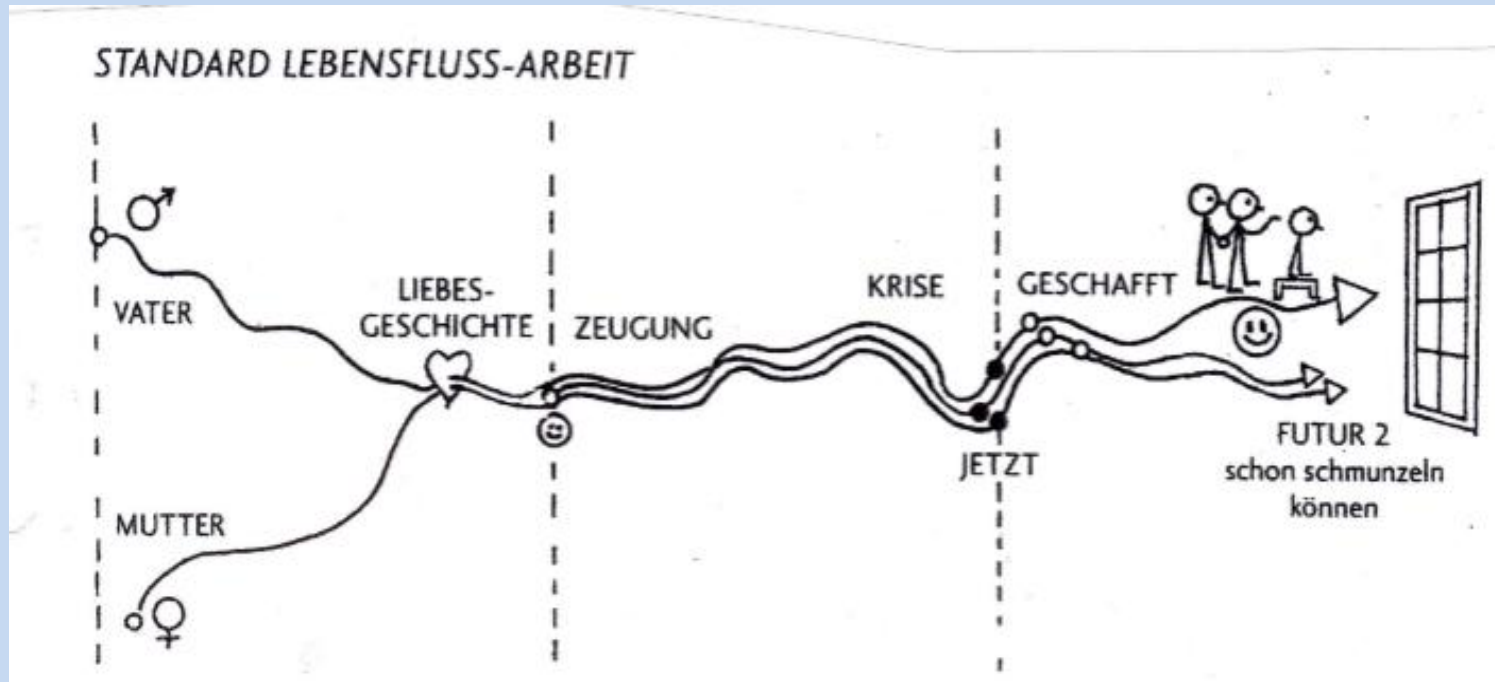 STANDARD LEBENSFLUSS-ARBEIT
VATER
LIEBES-
GESCHICHTE
ZEUGUNG
KRISE
GESCHAFFT
JETZT
MUTTER
FUTUR 2
schon schmunzeln
können